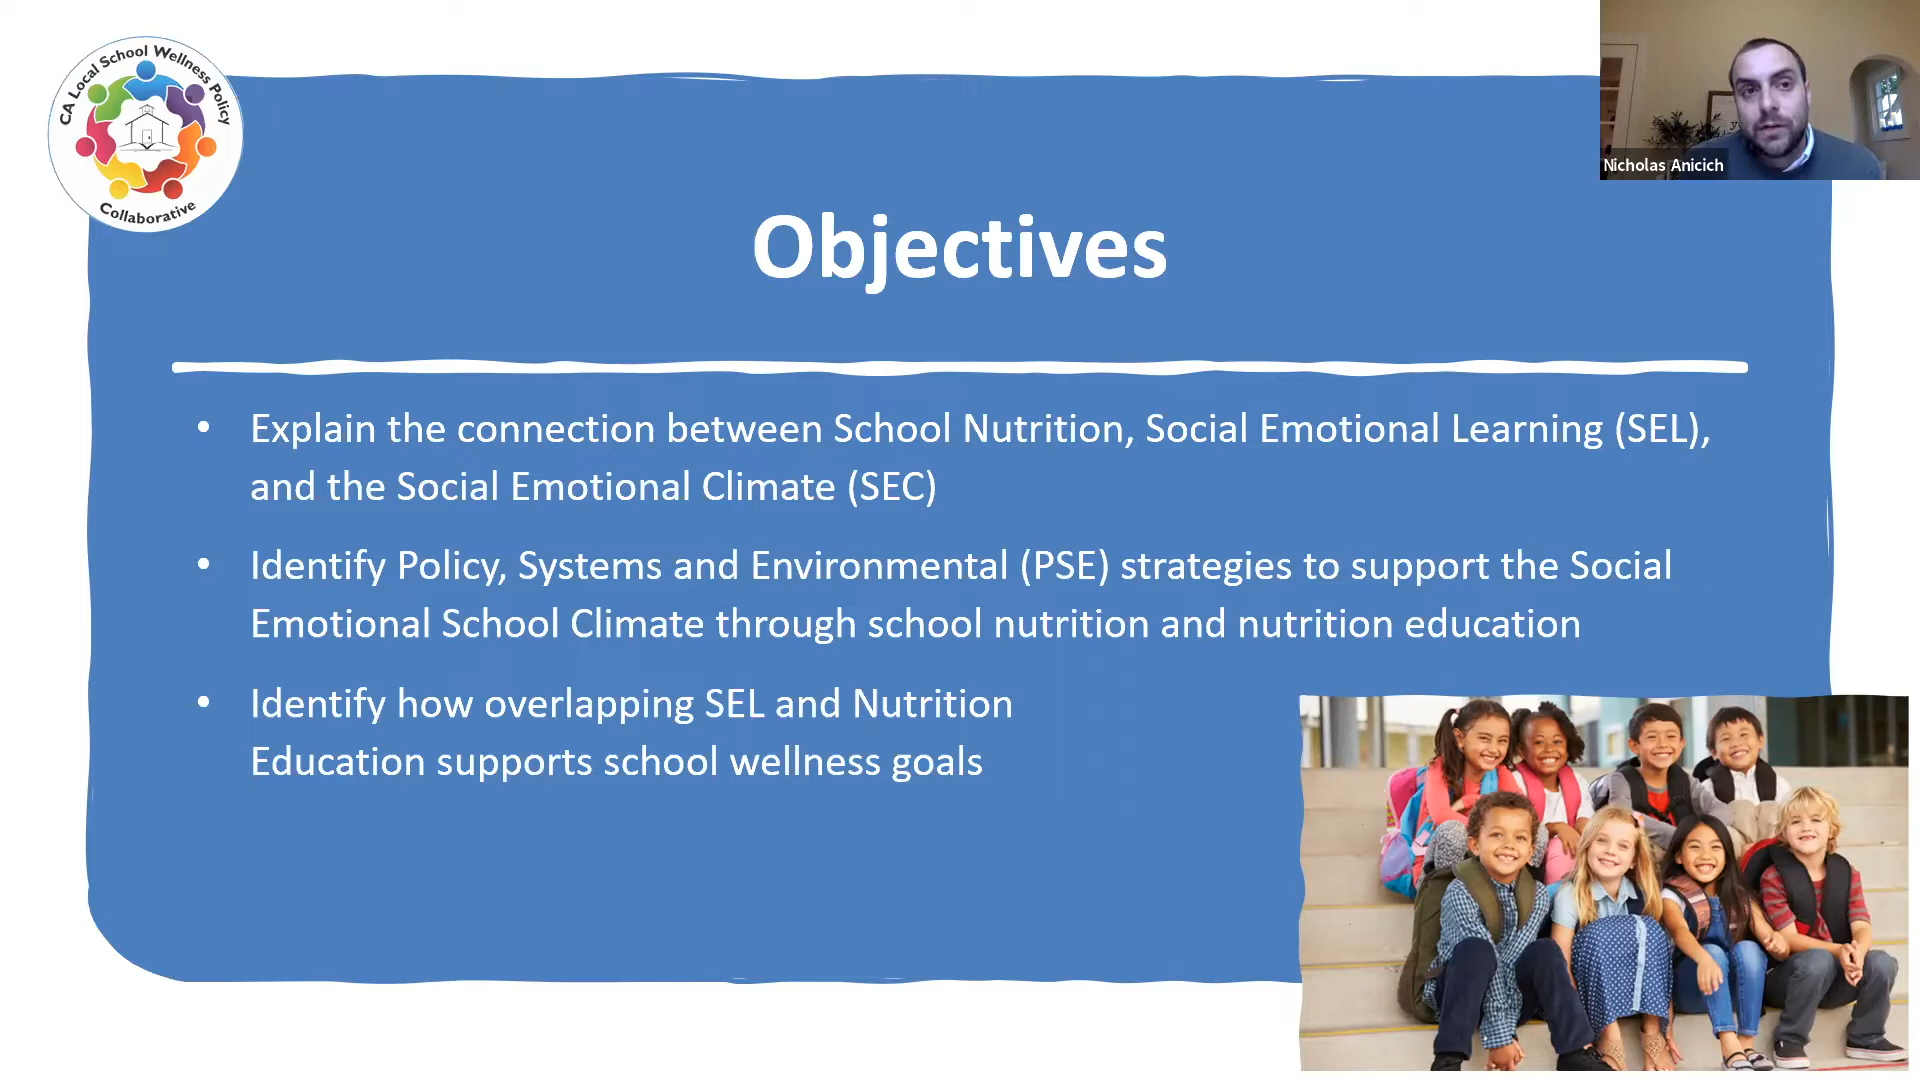 CA Local School Wellness Policy
Collaborative
Nicholas Anicich
Objectives
• Explain the connection between School Nutrition, Social Emotional Learning (SEL),
and the Social Emotional Climate (SEC)
• Identify Policy, Systems and Environmental (PSE) strategies to support the Social
Emotional School Climate through school nutrition and nutrition education
• Identify how overlapping SEL and Nutrition
Education supports school wellness goals